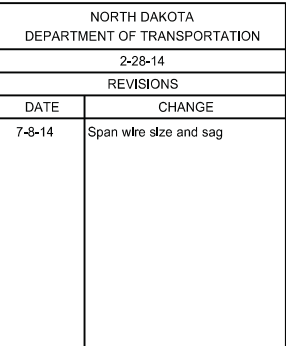 NORTH DAKOTA
DEPARTMENT OF TRANSPORTATION
2-28-14
REVISIONS
DATE CHANGE
7-8-14 Span wire size and sag